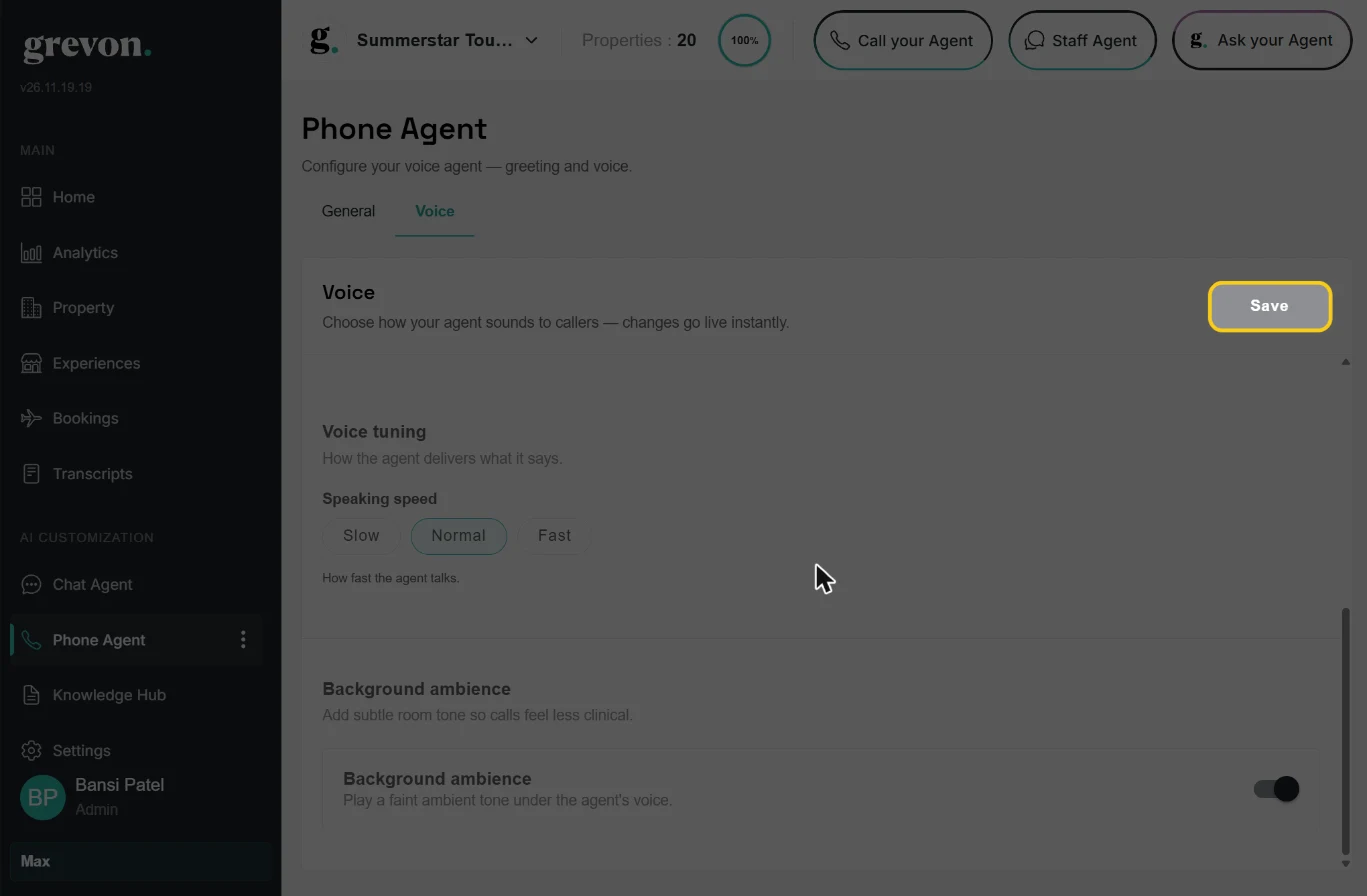 grevon.
v26.11.19.19
MAIN
Home
Analytics
Property
Experiences
Bookings
Transcripts
AI CUSTOMIZATION
Chat Agent
Phone Agent
Knowledge Hub
Settings
BP
Bansi Patel
Admin
Max
g. Summerstar Tou...
Properties : 20
100%
Call your Agent
Staff Agent
g. Ask your Agent
Phone Agent
Configure your voice agent — greeting and voice.
General Voice
Voice
Choose how your agent sounds to callers — changes go live instantly.
Save
Voice tuning
How the agent delivers what it says.
Speaking speed
Slow Normal Fast
How fast the agent talks.
Background ambience
Add subtle room tone so calls feel less clinical.
Background ambience
Play a faint ambient tone under the agent's voice.